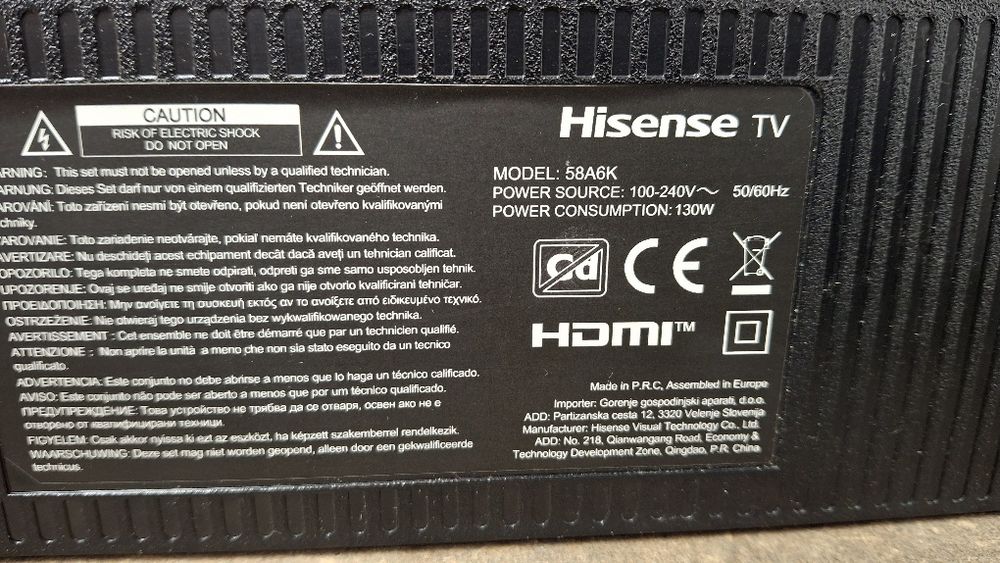 CAUTION
RISK OF ELECTRIC SHOCK
DO NOT OPEN
ARNING: This set must not be opened unless by a qualified technician.
ARNUNG: Dieses Set darf nur von einem qualifizierten Techniker geöffnet werden.
AROVÁNÍ: Toto zařízení nesmí být otevřeno, pokud není otevřeno kvalifikovanými
chniky.
AROVANIE: Toto zariadenie neotvárajte, pokiaľ nemáte kvalifikovaného technika.
AVERTIZARE: Nu deschideți acest echipament decât dacă aveți un tehnician calificat.
OPOZORILO: Tega kompleta ne smete odpirati, odpreti ga sme samo usposobljen tehnik.
UPOZORENJE: Ovaj se uređaj ne smije otvoriti ako ga nije otvorio kvalificirani tehničar.
ΠΡΟΕΙΔΟΠΟΙΗΣΗ: Μην ανοίγετε τη συσκευή εκτός αν το ανοίξετε από ειδικευμένο τεχνικό.
OSTRZEŻENIE: Nie otwieraj tego urządzenia bez wykwalifikowanego technika.
AVERTISSEMENT : Cet ensemble ne doit être démarré que par un technicien qualifié.
ATTENZIONE : Non aprire la unità a meno che non sia stato eseguito da un tecnico
qualificato.
ADVERTENCIA: Este conjunto no debe abrirse a menos que lo haga un técnico calificado.
AVISO: Este conjunto não pode ser aberto a menos que por um técnico qualificado.
ПРЕДУПРЕЖДЕНИЕ: Това устройство не трябва да се отваря, освен ако не е
отворено от квалифицирани техници.
FIGYELEM: Csak akkor nyissa ki ezt az eszközt, ha képzett szakemberrel rendelkezik.
WAARSCHUWING: Deze set mag niet worden geopend, alleen door een gekwalificeerde
technicus.
Hisense TV
MODEL: 58A6K
POWER SOURCE: 100-240V～ 50/60Hz
POWER CONSUMPTION: 130W
Cd CE
HDMI™
Made in P.R.C, Assembled in Europe
Importer: Gorenje gospodinjski aparati, d.o.o.
ADD: Partizanska cesta 12, 3320 Velenje Slovenija
Manufacturer: Hisense Visual Technology Co., Ltd.
ADD: No. 218, Qianwangang Road, Economy &
Technology Development Zone, Qingdao, P.R. China